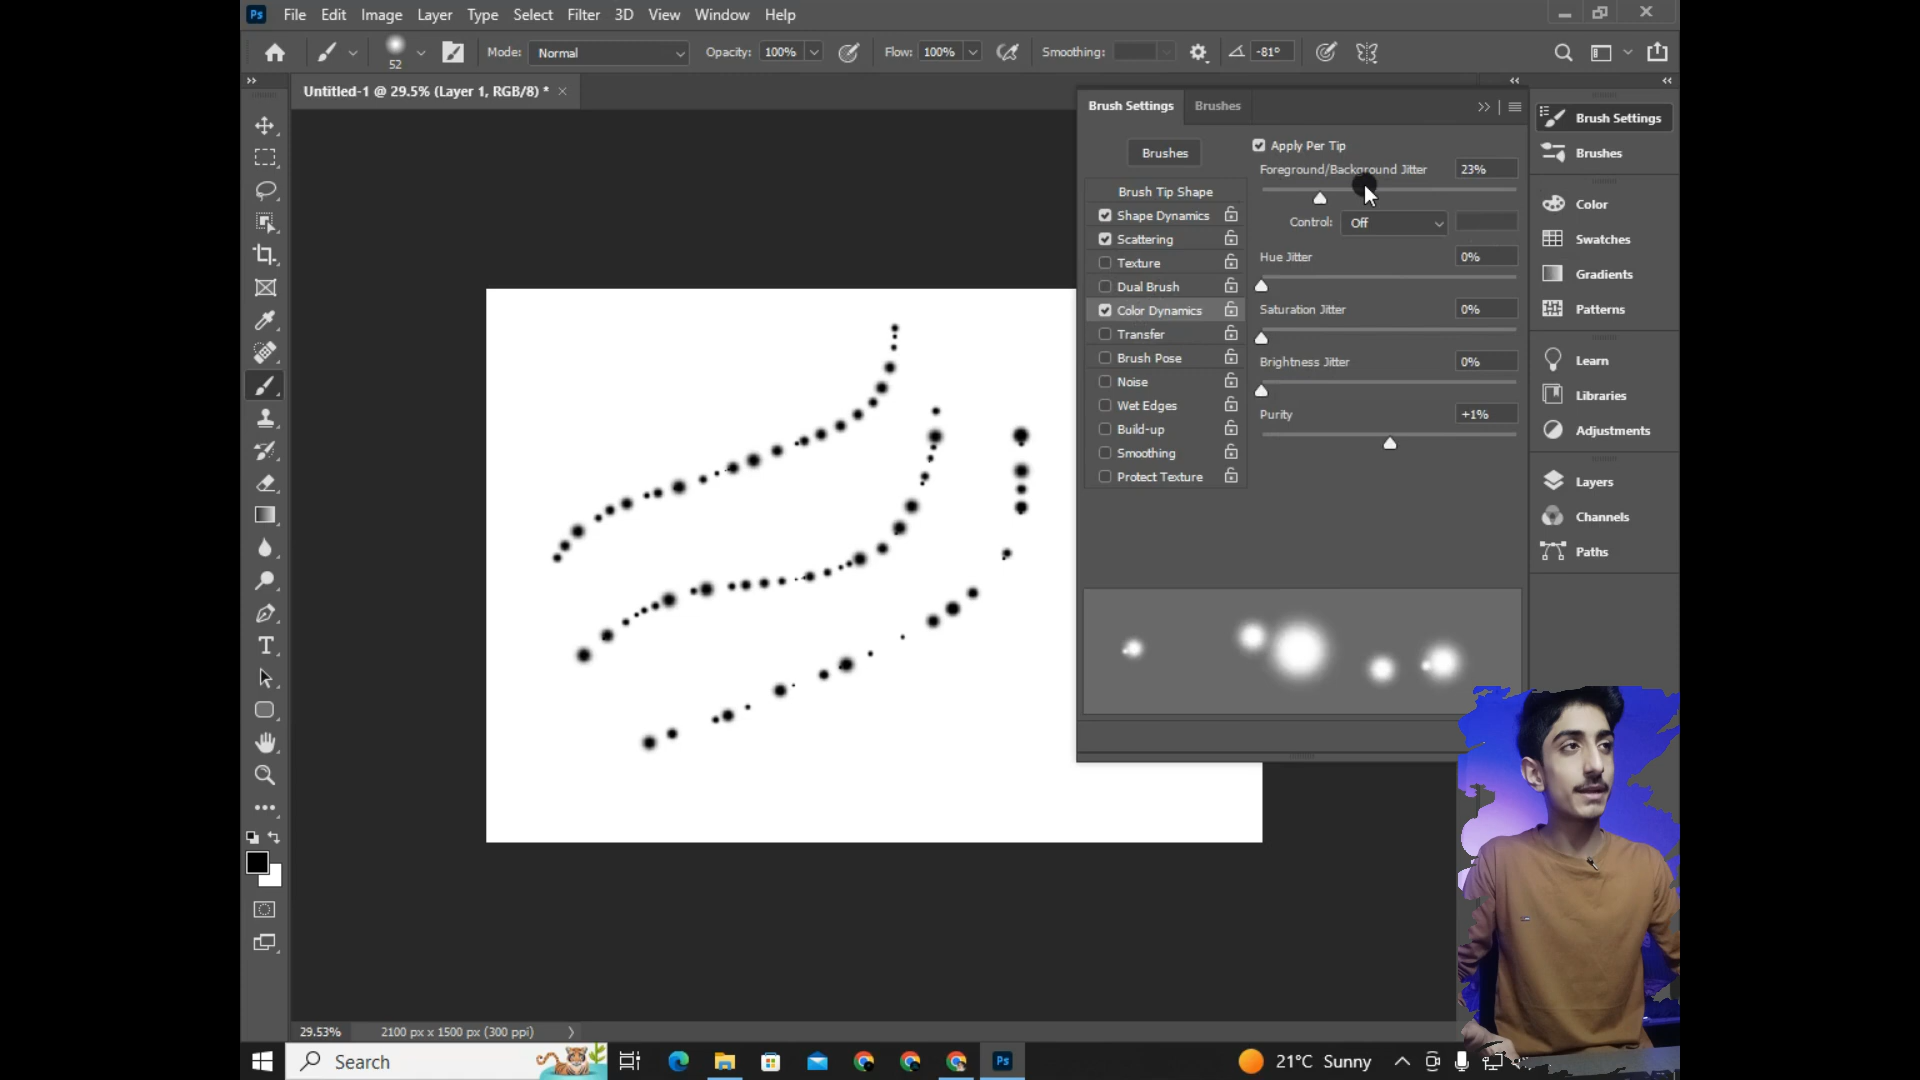 Ps File Edit Image Layer Type Select Filter 3D View Window Help
52 Mode: Normal Opacity: 100% Flow: 100% Smoothing: -81°
Untitled-1 @ 29.5% (Layer 1, RGB/8) *
Brush Settings Brushes
Brushes
Brush Tip Shape
Shape Dynamics
Scattering
Texture
Dual Brush
Color Dynamics
Transfer
Brush Pose
Noise
Wet Edges
Build-up
Smoothing
Protect Texture
Apply Per Tip
Foreground/Background Jitter 23%
Control: Off
Hue Jitter 0%
Saturation Jitter 0%
Brightness Jitter 0%
Purity +1%
Brush Settings
Brushes
Color
Swatches
Gradients
Patterns
Learn
Libraries
Adjustments
Layers
Channels
Paths
29.53% 2100 px x 1500 px (300 ppi)
Search Ps 21°C Sunny